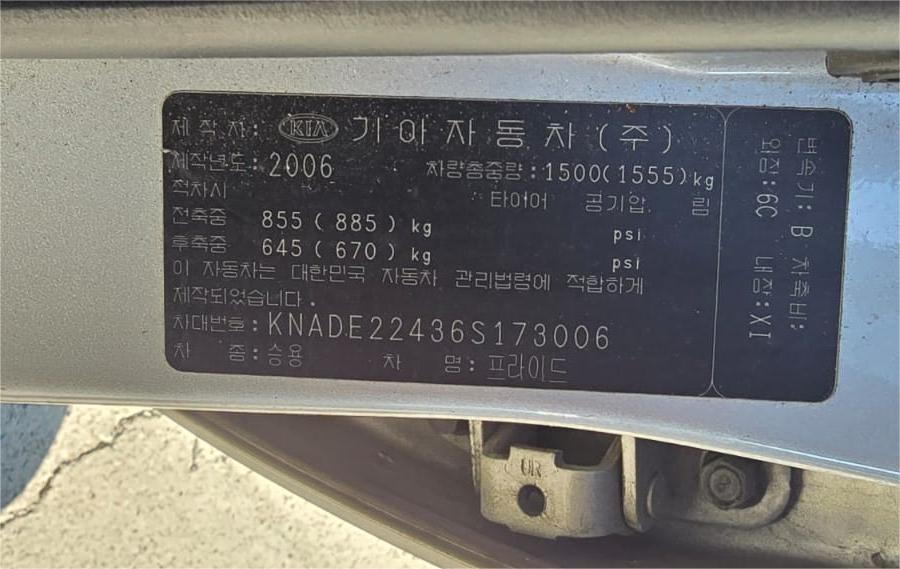 제 작 자: KIA 기아자동차(주)
제작년도: 2006 차량총중량:1500(1555)kg
적차시 타이어 공기압 림
전축중 855(885)kg psi
후축중 645(670)kg psi
이 자동차는 대한민국 자동차 관리법령에 적합하게
제작되었습니다.
차대번호:KNADE22436S173006
차 종:승용 차 명:프라이드
변속기: B 차축비:
외장:6C 내장:XI
UR